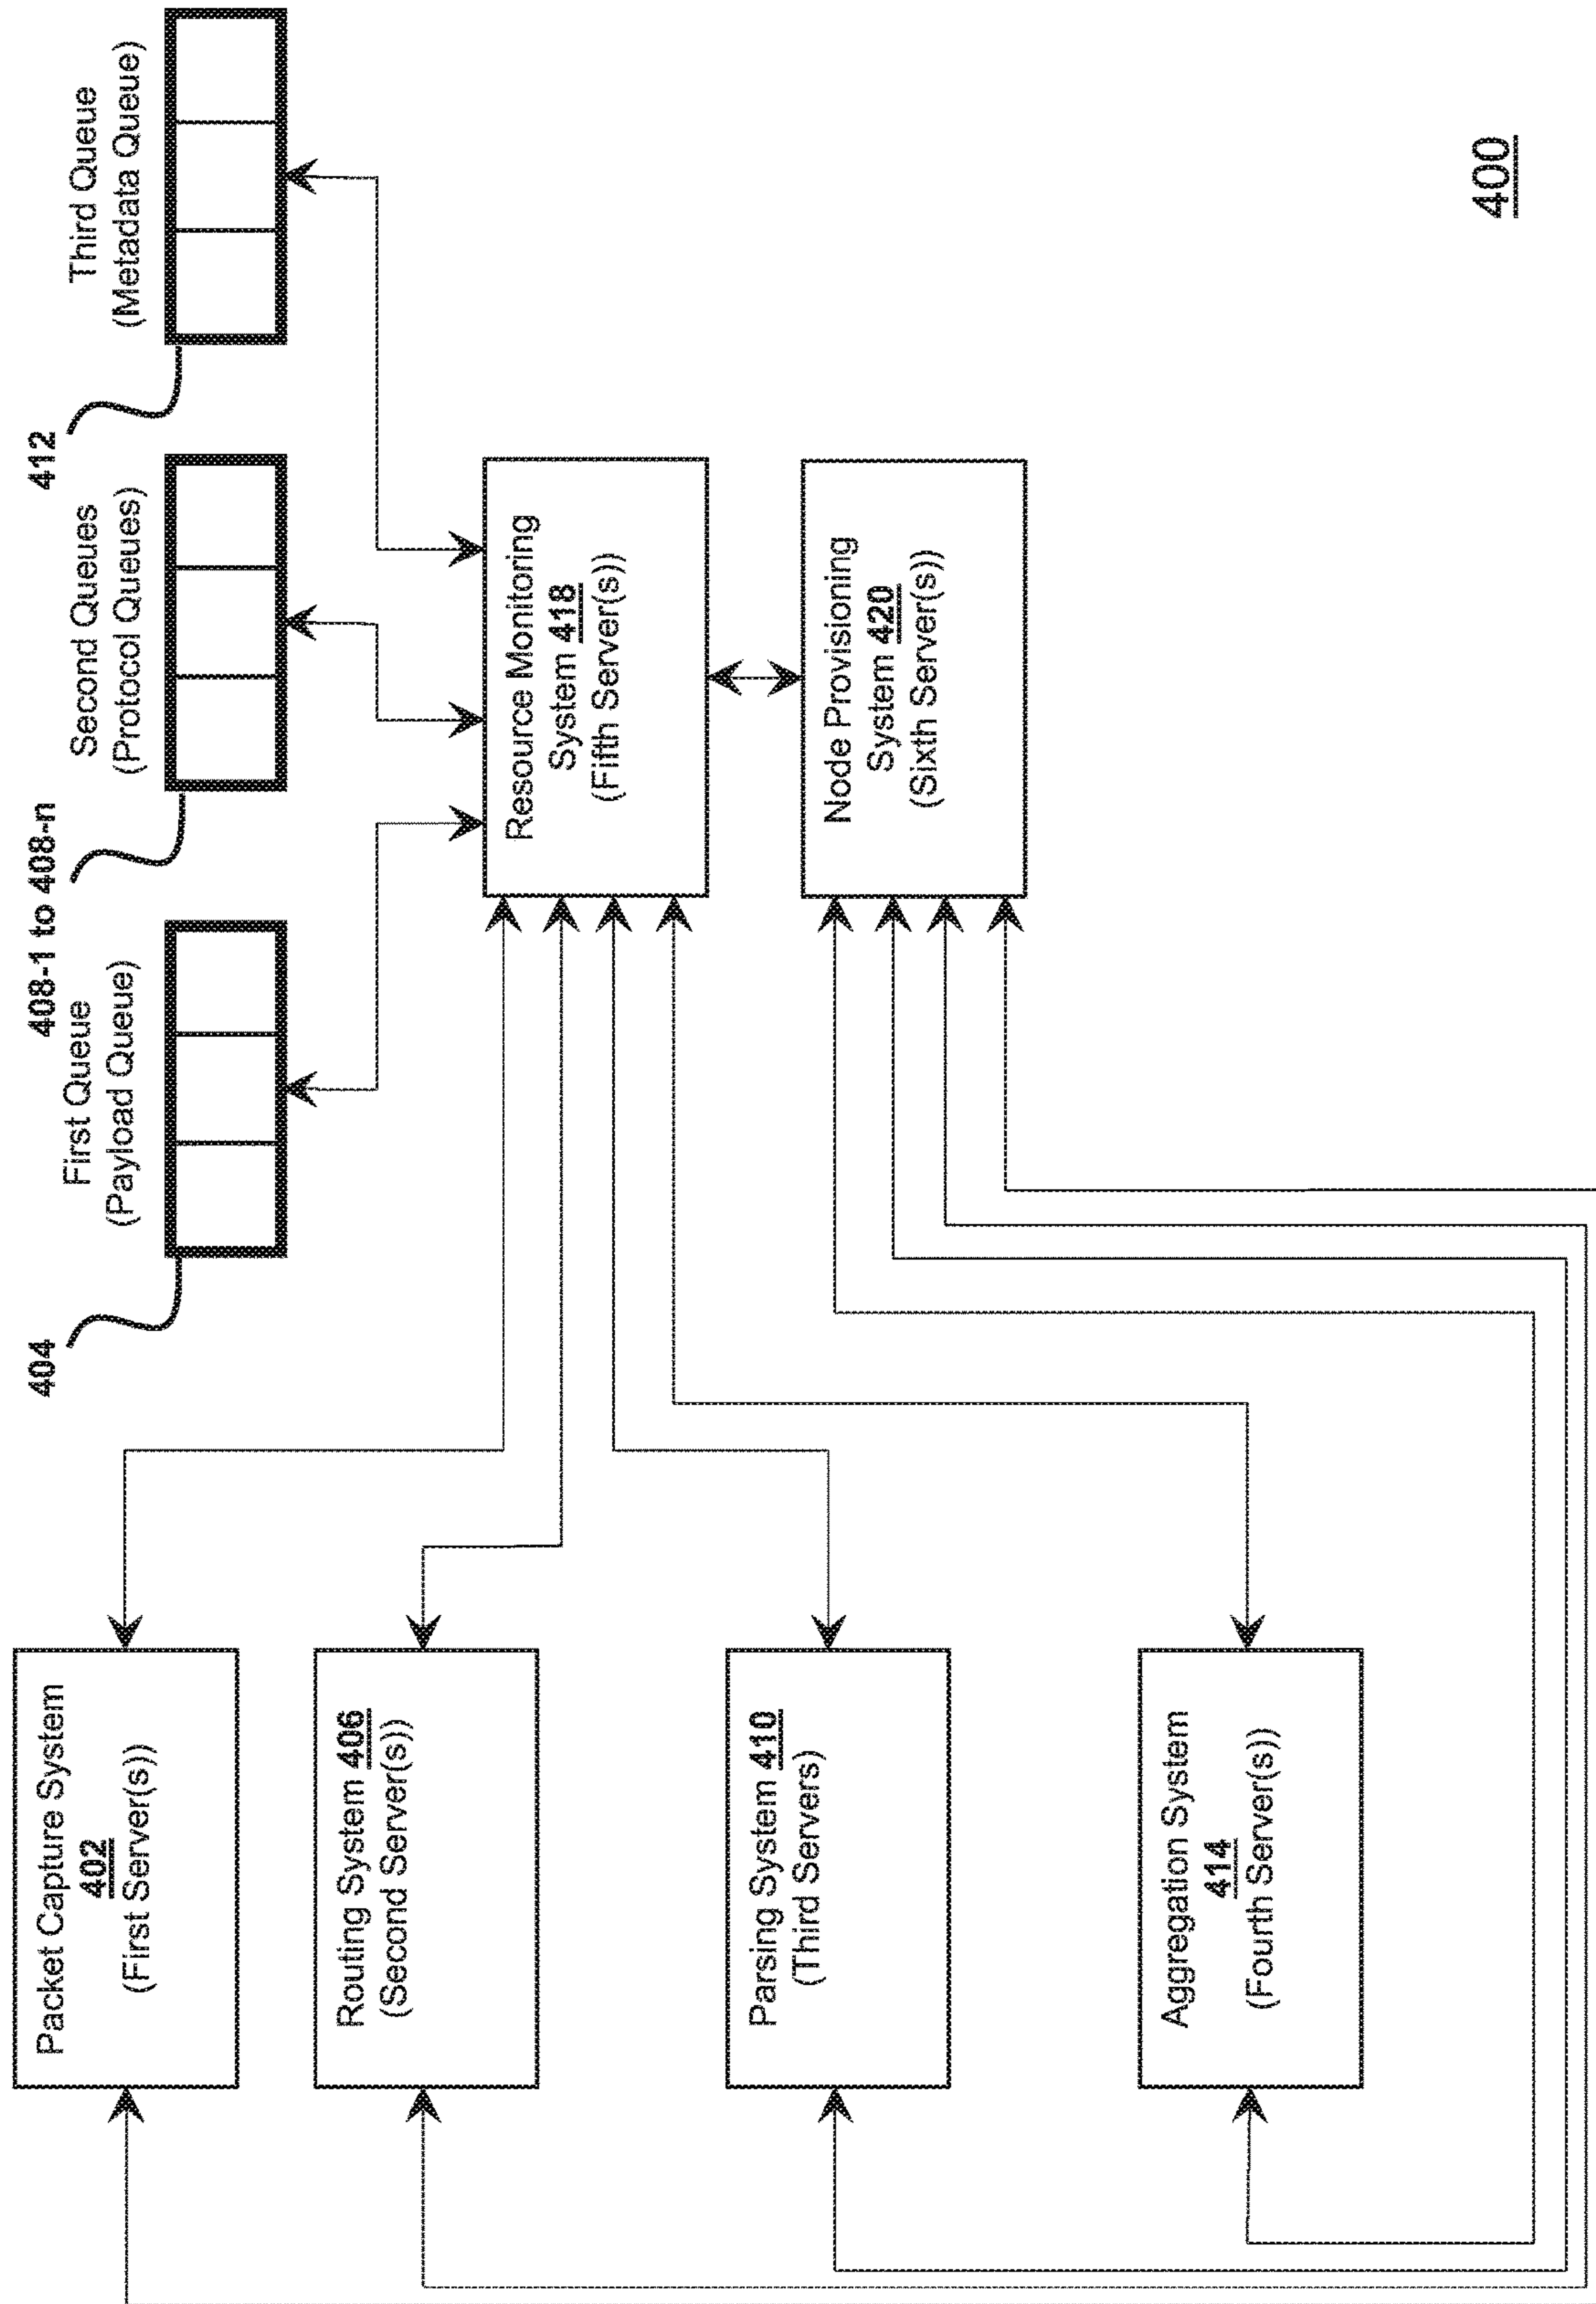 404
First Queue
(Payload Queue)
408-1 to 408-n
Second Queues
(Protocol Queues)
412
Third Queue
(Metadata Queue)
Packet Capture System
402
(First Server(s))
Routing System 406
(Second Server(s))
Parsing System 410
(Third Servers)
Aggregation System
414
(Fourth Server(s))
Resource Monitoring
System 418
(Fifth Server(s))
Node Provisioning
System 420
(Sixth Server(s))
400